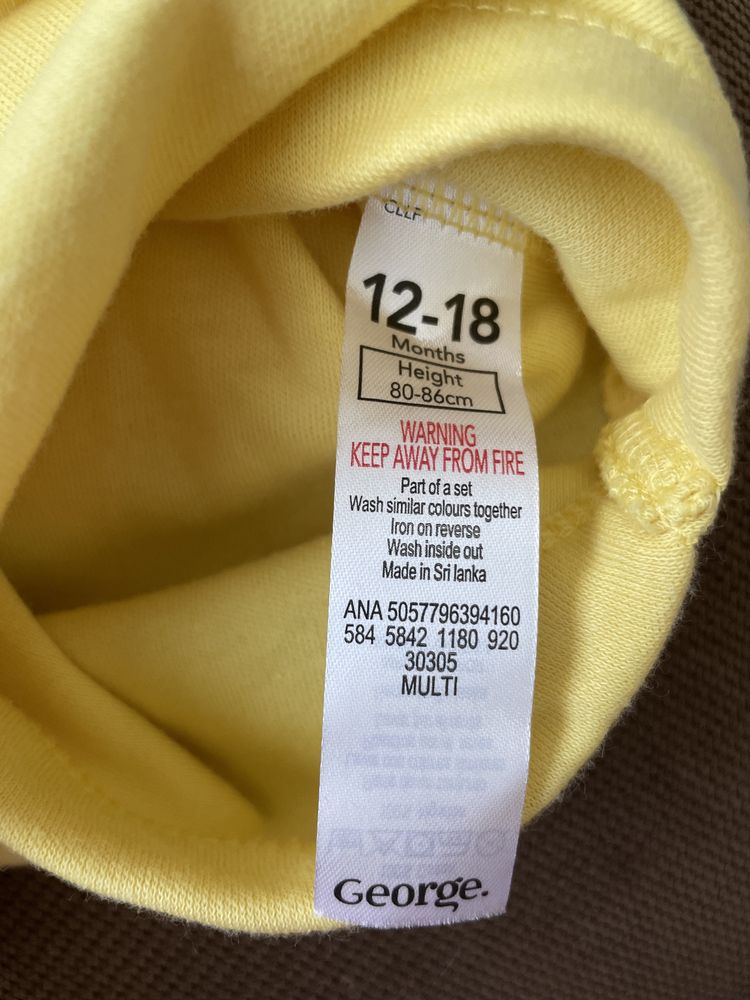 CLLF
12-18
Months
Height
80-86cm
WARNING
KEEP AWAY FROM FIRE
Part of a set
Wash similar colours together
Iron on reverse
Wash inside out
Made in Sri lanka
ANA 5057796394160
584 5842 1180 920
30305
MULTI
George.